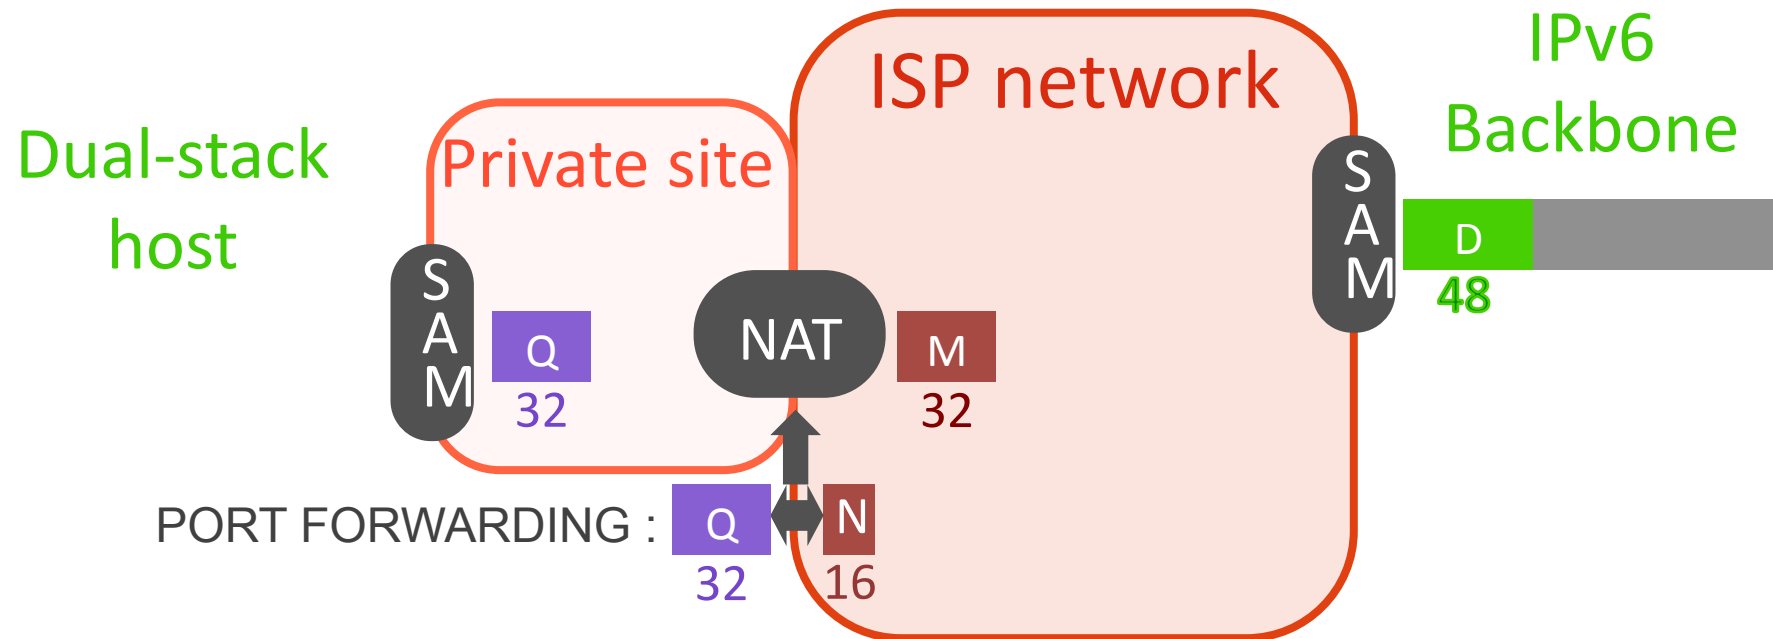 Dual-stack
host
Private site
ISP network
IPv6
Backbone
S
A
M
Q
32
NAT
M
32
S
A
M
D
48
PORT FORWARDING :
Q
32
N
16